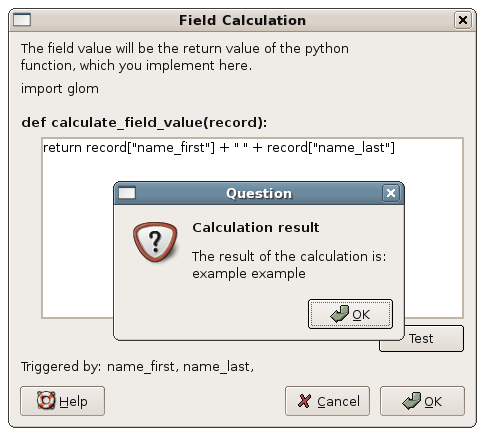 Field Calculation
The field value will be the return value of the python
function, which you implement here.
import glom
def calculate_field_value(record):
return record["name_first"] + " " + record["name_last"]
Question
Calculation result
The result of the calculation is:
example example
OK
Test
Triggered by: name_first, name_last,
Help Cancel OK